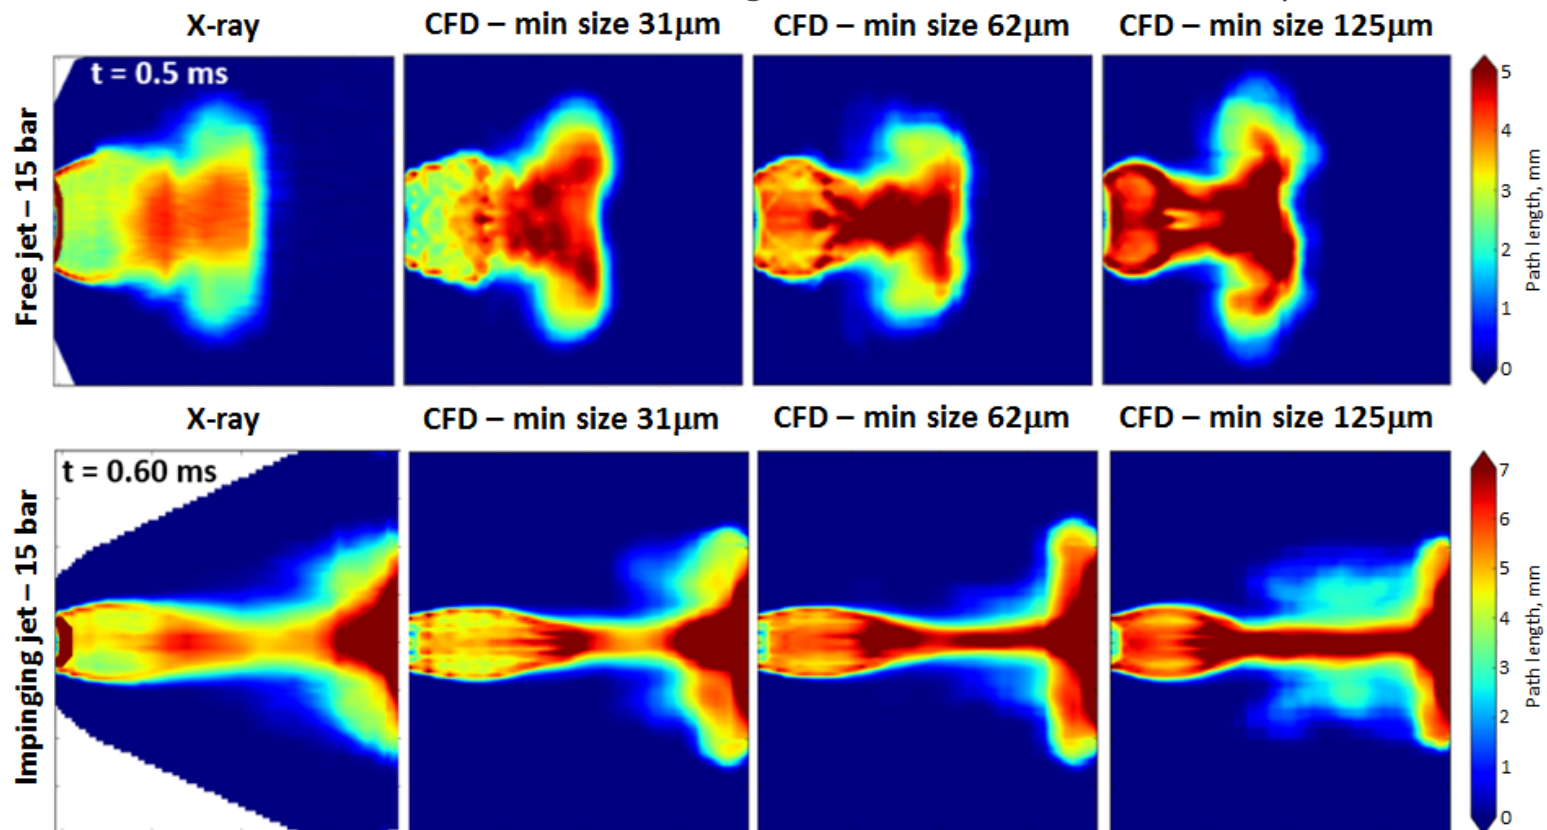 X-ray
CFD – min size 31µm
CFD – min size 62µm
CFD – min size 125µm
t = 0.5 ms
Free jet – 15 bar
5
4
3
2
1
0
Path length, mm
X-ray
CFD – min size 31µm
CFD – min size 62µm
CFD – min size 125µm
t = 0.60 ms
Impinging jet – 15 bar
7
6
5
4
3
2
1
0
Path length, mm